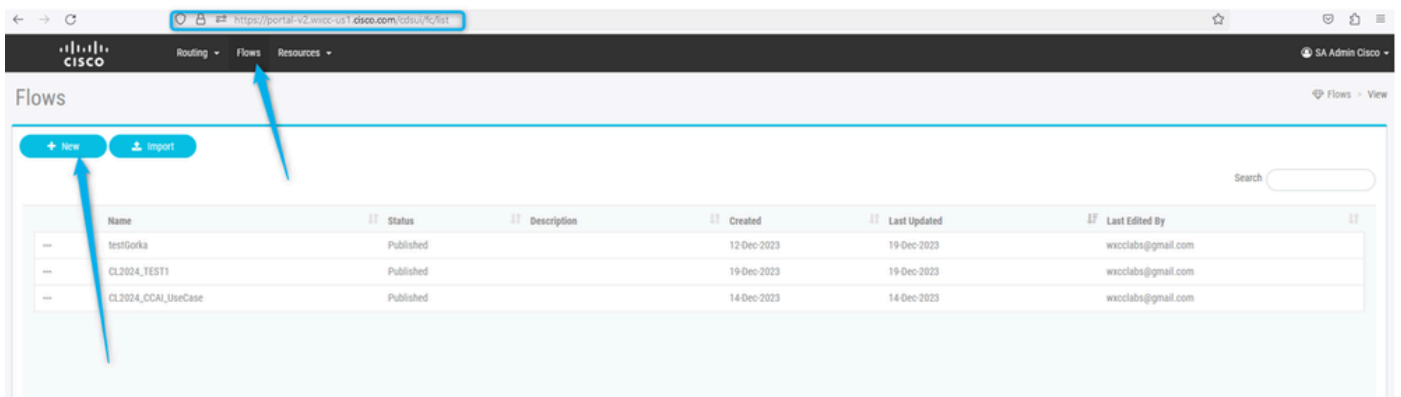 https://portal-v2.wxcc-us1.cisco.com/cdsui/fc/list
CISCO Routing Flows Resources SA Admin Cisco
Flows Flows > View
+ New Import
Search
Name Status Description Created Last Updated Last Edited By
testGorka Published 12-Dec-2023 19-Dec-2023 wxcclabs@gmail.com
CL2024_TEST1 Published 19-Dec-2023 19-Dec-2023 wxcclabs@gmail.com
CL2024_CCAI_UseCase Published 14-Dec-2023 14-Dec-2023 wxcclabs@gmail.com